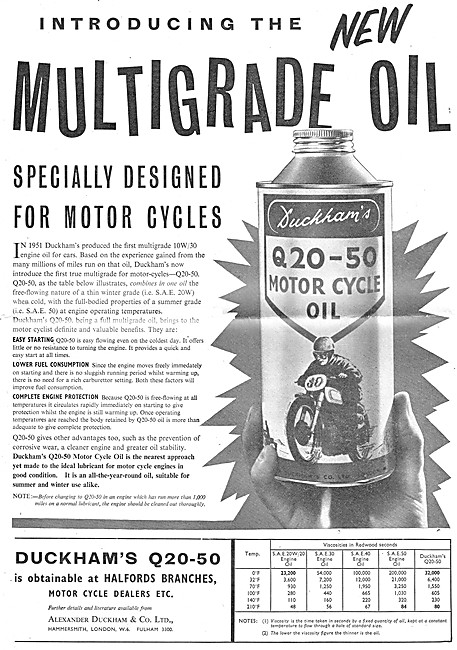 INTRODUCING THE NEW
MULTIGRADE OIL
SPECIALLY DESIGNED
FOR MOTOR CYCLES
IN 1951 Duckham's produced the first multigrade 10W/30
engine oil for cars. Based on the experience gained from the
many millions of miles run on that oil, Duckham's now
introduce the first true multigrade for motor-cycles—Q20-50.
Q20-50, as the table below illustrates, combines in one oil the
free-flowing nature of a thin winter grade (i.e. S.A.E. 20W)
when cold, with the full-bodied properties of a summer grade
(i.e. S.A.E. 50) at engine operating temperatures.
Duckham's Q20-50, being a full multigrade oil, brings to the
motor cyclist definite and valuable benefits. They are:
EASY STARTING Q20-50 is easy flowing even on the coldest day. It offers
little or no resistance to turning the engine. It provides a quick and
easy start at all times.
LOWER FUEL CONSUMPTION Since the engine moves freely immediately
on starting and there is no sluggish running period whilst warming up,
there is no need for a rich carburettor setting. Both these factors will
improve fuel consumption.
COMPLETE ENGINE PROTECTION Because Q20-50 is free-flowing at all
temperatures it circulates rapidly immediately on starting to give
protection whilst the engine is still warming up. Once operating
temperatures are reached the body retained by Q20-50 oil is more than
adequate to give complete protection.
Q20-50 gives other advantages too, such as the prevention of
corrosive wear, a cleaner engine and greater oil stability.
Duckham's Q20-50 Motor Cycle Oil is the nearest approach
yet made to the ideal lubricant for motor cycle engines in
good condition. It is an all-the-year-round oil, suitable for
summer and winter use alike.
NOTE:—Before changing to Q20-50 in an engine which has run more than 1,000
miles on a normal lubricant, the engine should be cleaned out thoroughly.
Duckham's
Q20-50
MOTOR CYCLE
OIL
80
M & CO. LTD.
DUCKHAM'S Q20-50
is obtainable at HALFORDS BRANCHES,
MOTOR CYCLE DEALERS ETC.
Further details and literature available from
ALEXANDER DUCKHAM & CO. LTD.,
HAMMERSMITH, LONDON, W.6. FULHAM 3300.
Viscosities in Redwood seconds
Temp. S.A.E.20W/20 Engine Oil S.A.E.30 Engine Oil S.A.E.40 Engine Oil S.A.E.50 Engine Oil Duckham's Q20-50
0°F 23,200 54,000 100,000 200,000 32,000
32°F 3,600 7,200 12,000 21,000 6,400
70°F 930 1,250 1,950 3,250 1,550
100°F 280 440 665 1,030 605
140°F 110 160 220 322 230
210°F 48 56 67 84 80
NOTES: (1) Viscosity is the time taken in seconds by a fixed quantity of oil, kept at a constant
temperature to flow through a hole of standard size.
(2) The lower the viscosity figure the thinner is the oil.